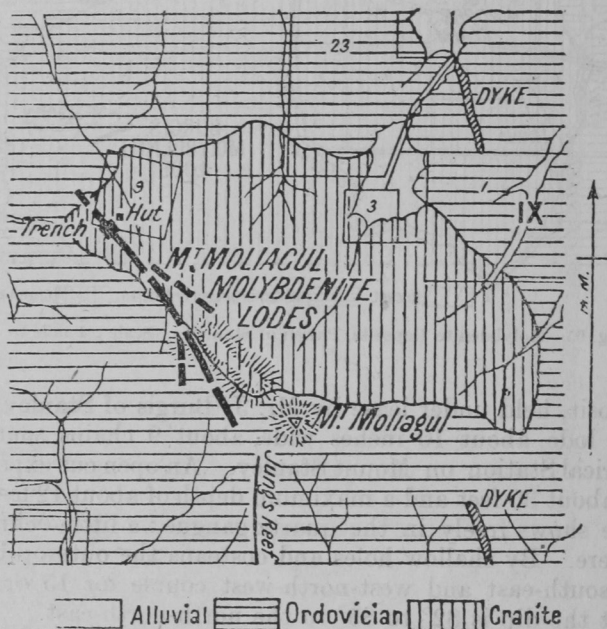 23
DYKE
9
Hut
Trench
3
IX
MT MOLIAGUL
MOLYBDENITE
LODES
Mt Moliagul
Jung's Reef
DYKE
Alluvial
Ordovician
Granite